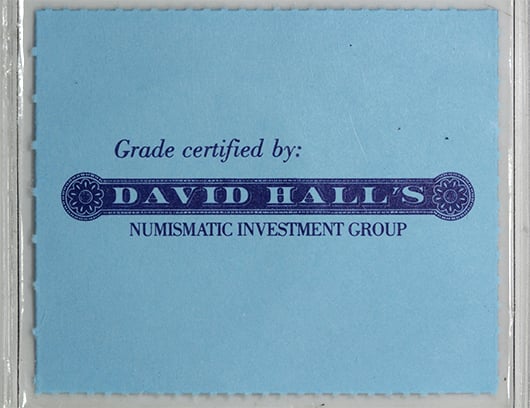 Grade certified by:
DAVID HALL'S
NUMISMATIC INVESTMENT GROUP